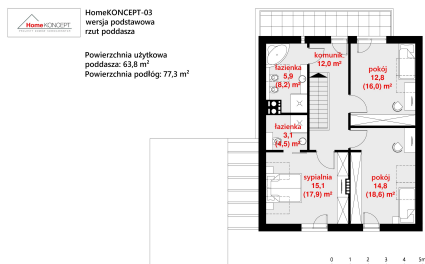 HomeKONCEPT
HomeKONCEPT-03
wersja podstawowa
rzut poddasza
Powierzchnia użytkowa
poddasza: 63,8 m²
Powierzchnia podłóg: 77,3 m²
komunik.
12,0 m²
łazienka
5,9
(8,2) m²
pokój
12,8
(16,0) m²
łazienka
3,1
(4,5) m²
sypialnia
15,1
(17,9) m²
pokój
14,8
(18,6) m²
0 1 2 3 4 5m